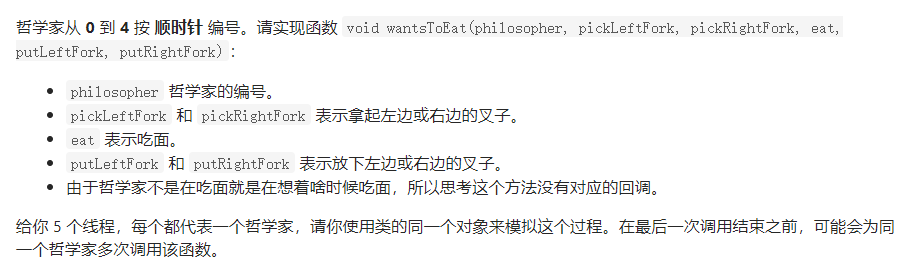 哲学家从 0 到 4 按 顺时针 编号。请实现函数 void wantsToEat(philosopher, pickLeftFork, pickRightFork, eat,
putLeftFork, putRightFork)：
• philosopher 哲学家的编号。
• pickLeftFork 和 pickRightFork 表示拿起左边或右边的叉子。
• eat 表示吃面。
• putLeftFork 和 putRightFork 表示放下左边或右边的叉子。
• 由于哲学家不是在吃面就是在想着啥时候吃面，所以思考这个方法没有对应的回调。
给你 5 个线程，每个都代表一个哲学家，请你使用类的同一个对象来模拟这个过程。在最后一次调用结束之前，可能会为同
一个哲学家多次调用该函数。